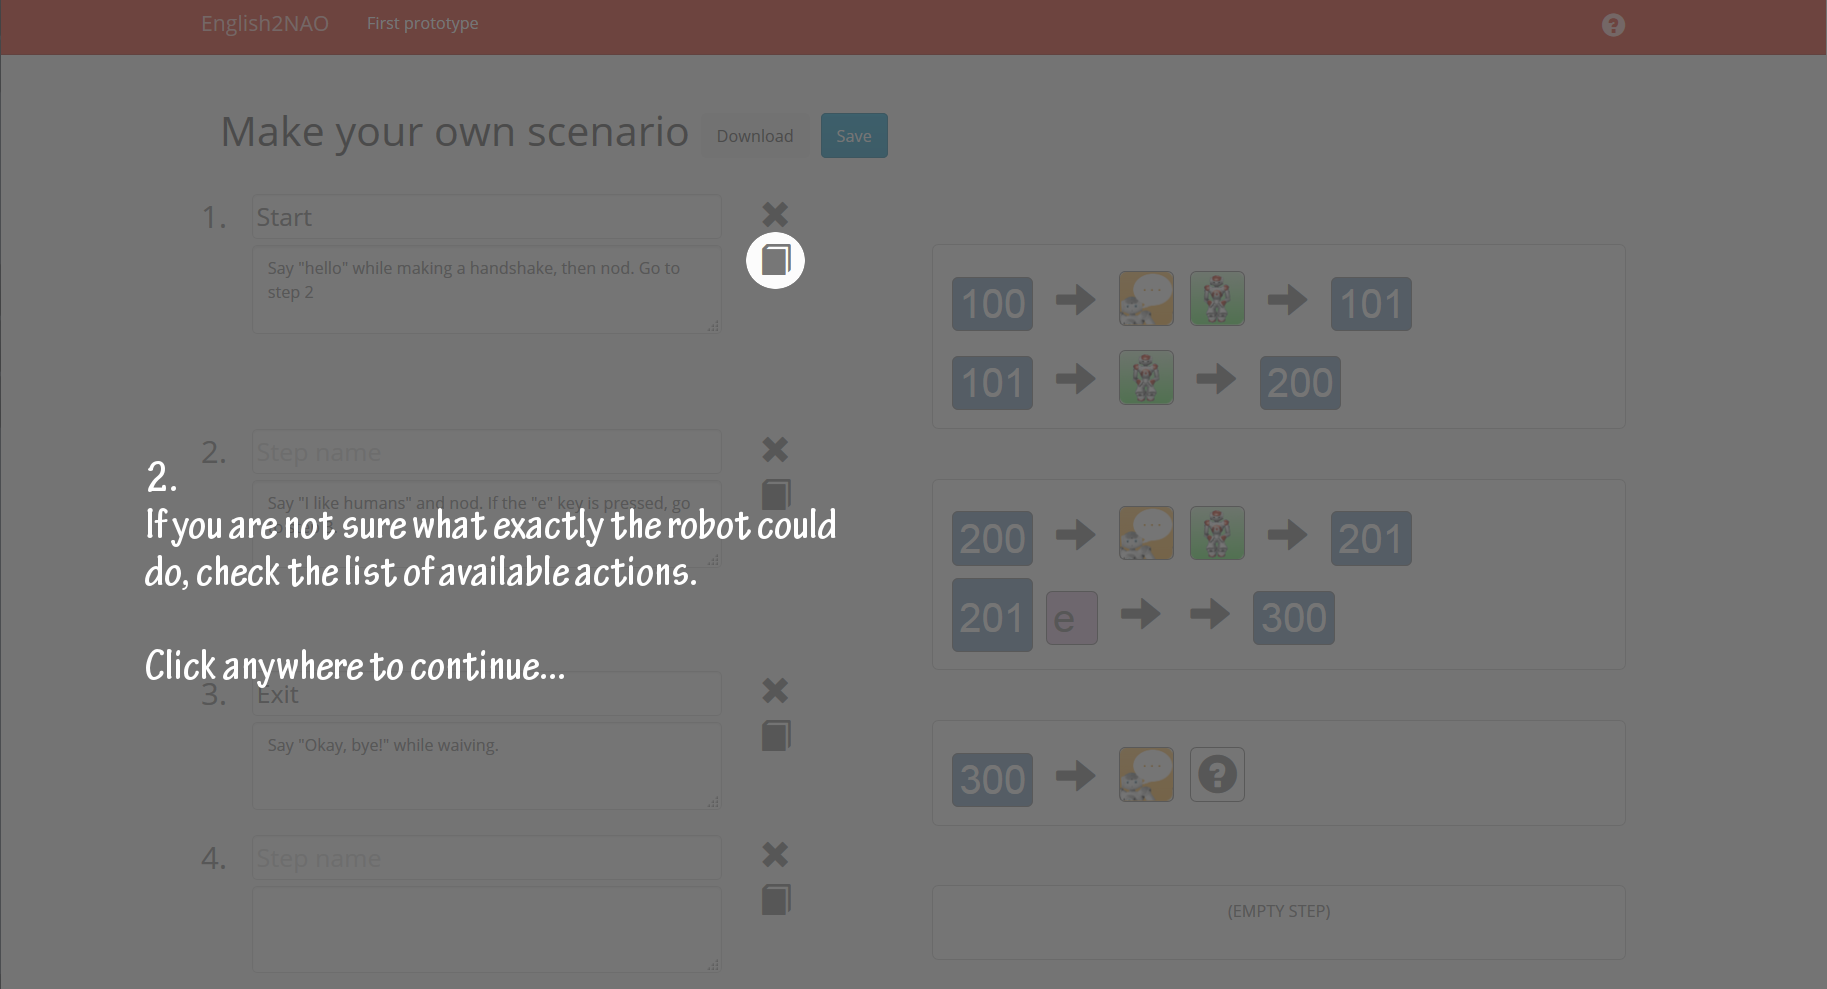 English2NAO First prototype
Make your own scenario Download Save
1. Start
Say "hello" while making a handshake, then nod. Go to
step 2
100 101
101 200
2. Step name
Say "I like humans" and nod. If the "e" key is pressed, go
200 201
201 e 300
2.
If you are not sure what exactly the robot could
do, check the list of available actions.
Click anywhere to continue...
3. Exit
Say "Okay, bye!" while waiving.
300
4. Step name
(EMPTY STEP)